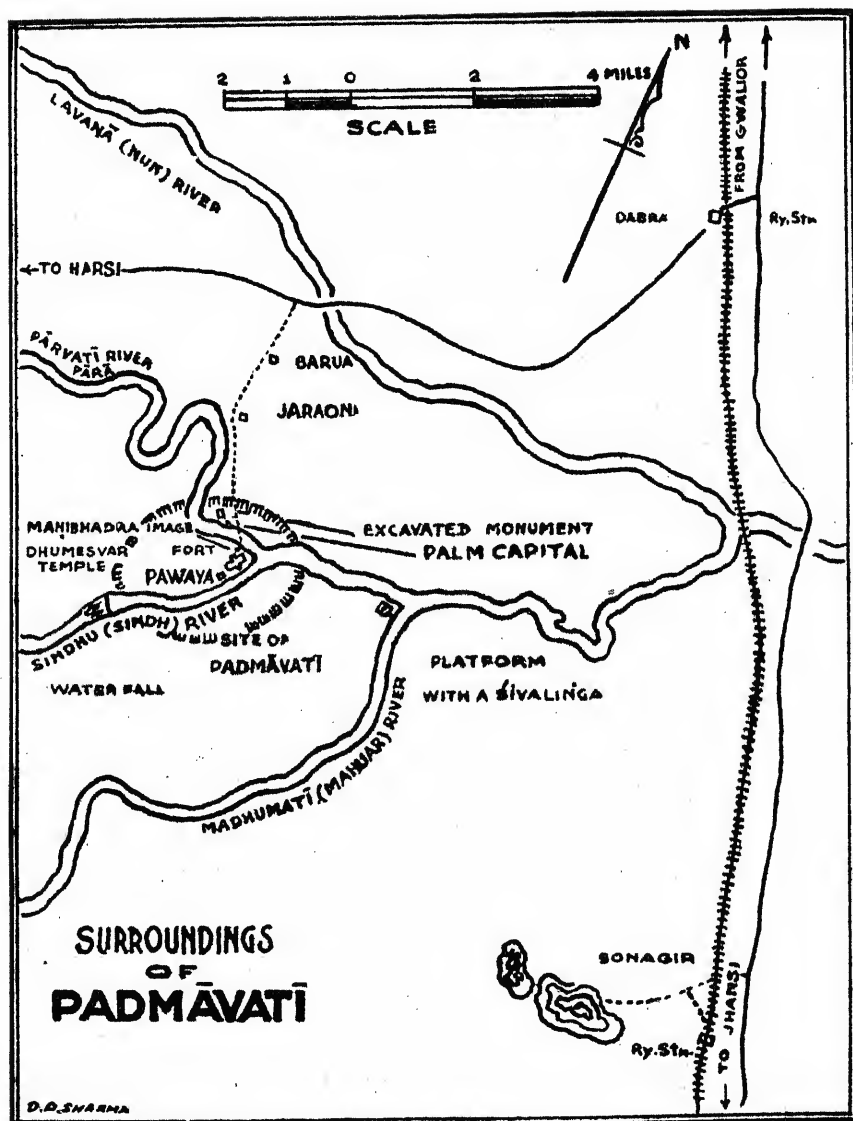 N
2 1 0 2 4 MILES
SCALE
FROM GWALIOR
LAVANĀ (NUN) RIVER
DABRA
Ry. Stn
←TO HARSI
PĀRVATĪ RIVER
PĀRĀ
BARUA
JARAONI
MANIBHADRA IMAGE
EXCAVATED MONUMENT
DHUMESVAR
TEMPLE
FORT
PALM CAPITAL
PAWAYA
SINDHU (SINDH) RIVER
SITE OF
PADMĀVATĪ
WATER FALL
PLATFORM
WITH A ŚIVALINGA
MADHUMATĪ (MAHUAR) RIVER
SURROUNDINGS
OF
PADMĀVATĪ
SONAGIR
Ry. Stn
TO JHANSI
D.D. SHARMA